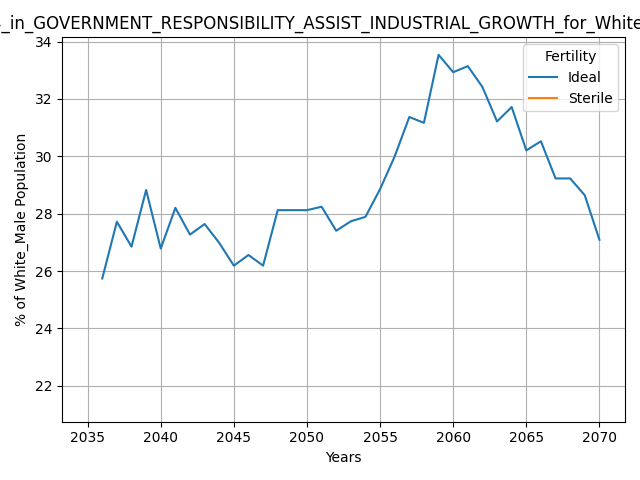 _in_GOVERNMENT_RESPONSIBILITY_ASSIST_INDUSTRIAL_GROWTH_for_White
34
32
30
28
26
24
22
% of White_Male Population
Fertility
Ideal
Sterile
2035 2040 2045 2050 2055 2060 2065 2070
Years